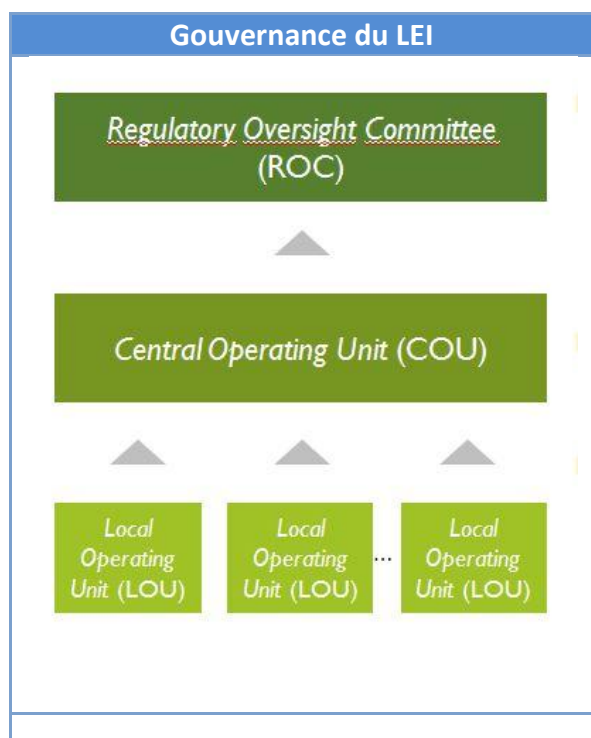 Gouvernance du LEI
Regulatory Oversight Committee
(ROC)
Central Operating Unit (COU)
Local
Operating
Unit (LOU)
Local
Operating
Unit (LOU)
...
Local
Operating
Unit (LOU)